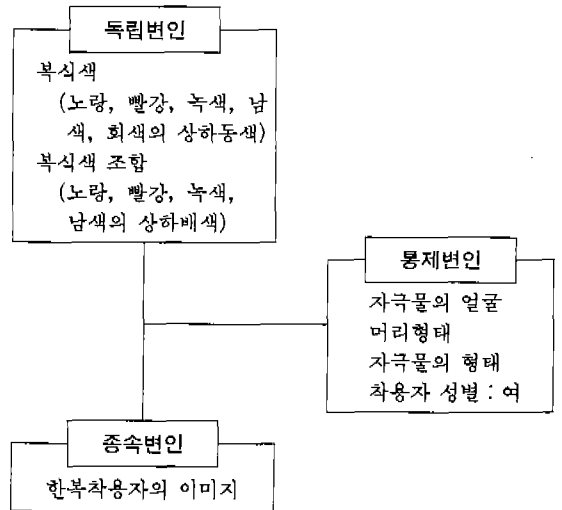 독립변인
복식색
(노랑, 빨강, 녹색, 남
색, 회색의 상하동색)
복식색 조합
(노랑, 빨강, 녹색,
남색의 상하배색)
통제변인
자극물의 얼굴
머리형태
자극물의 형태
착용자 성별 : 여
종속변인
한복착용자의 이미지